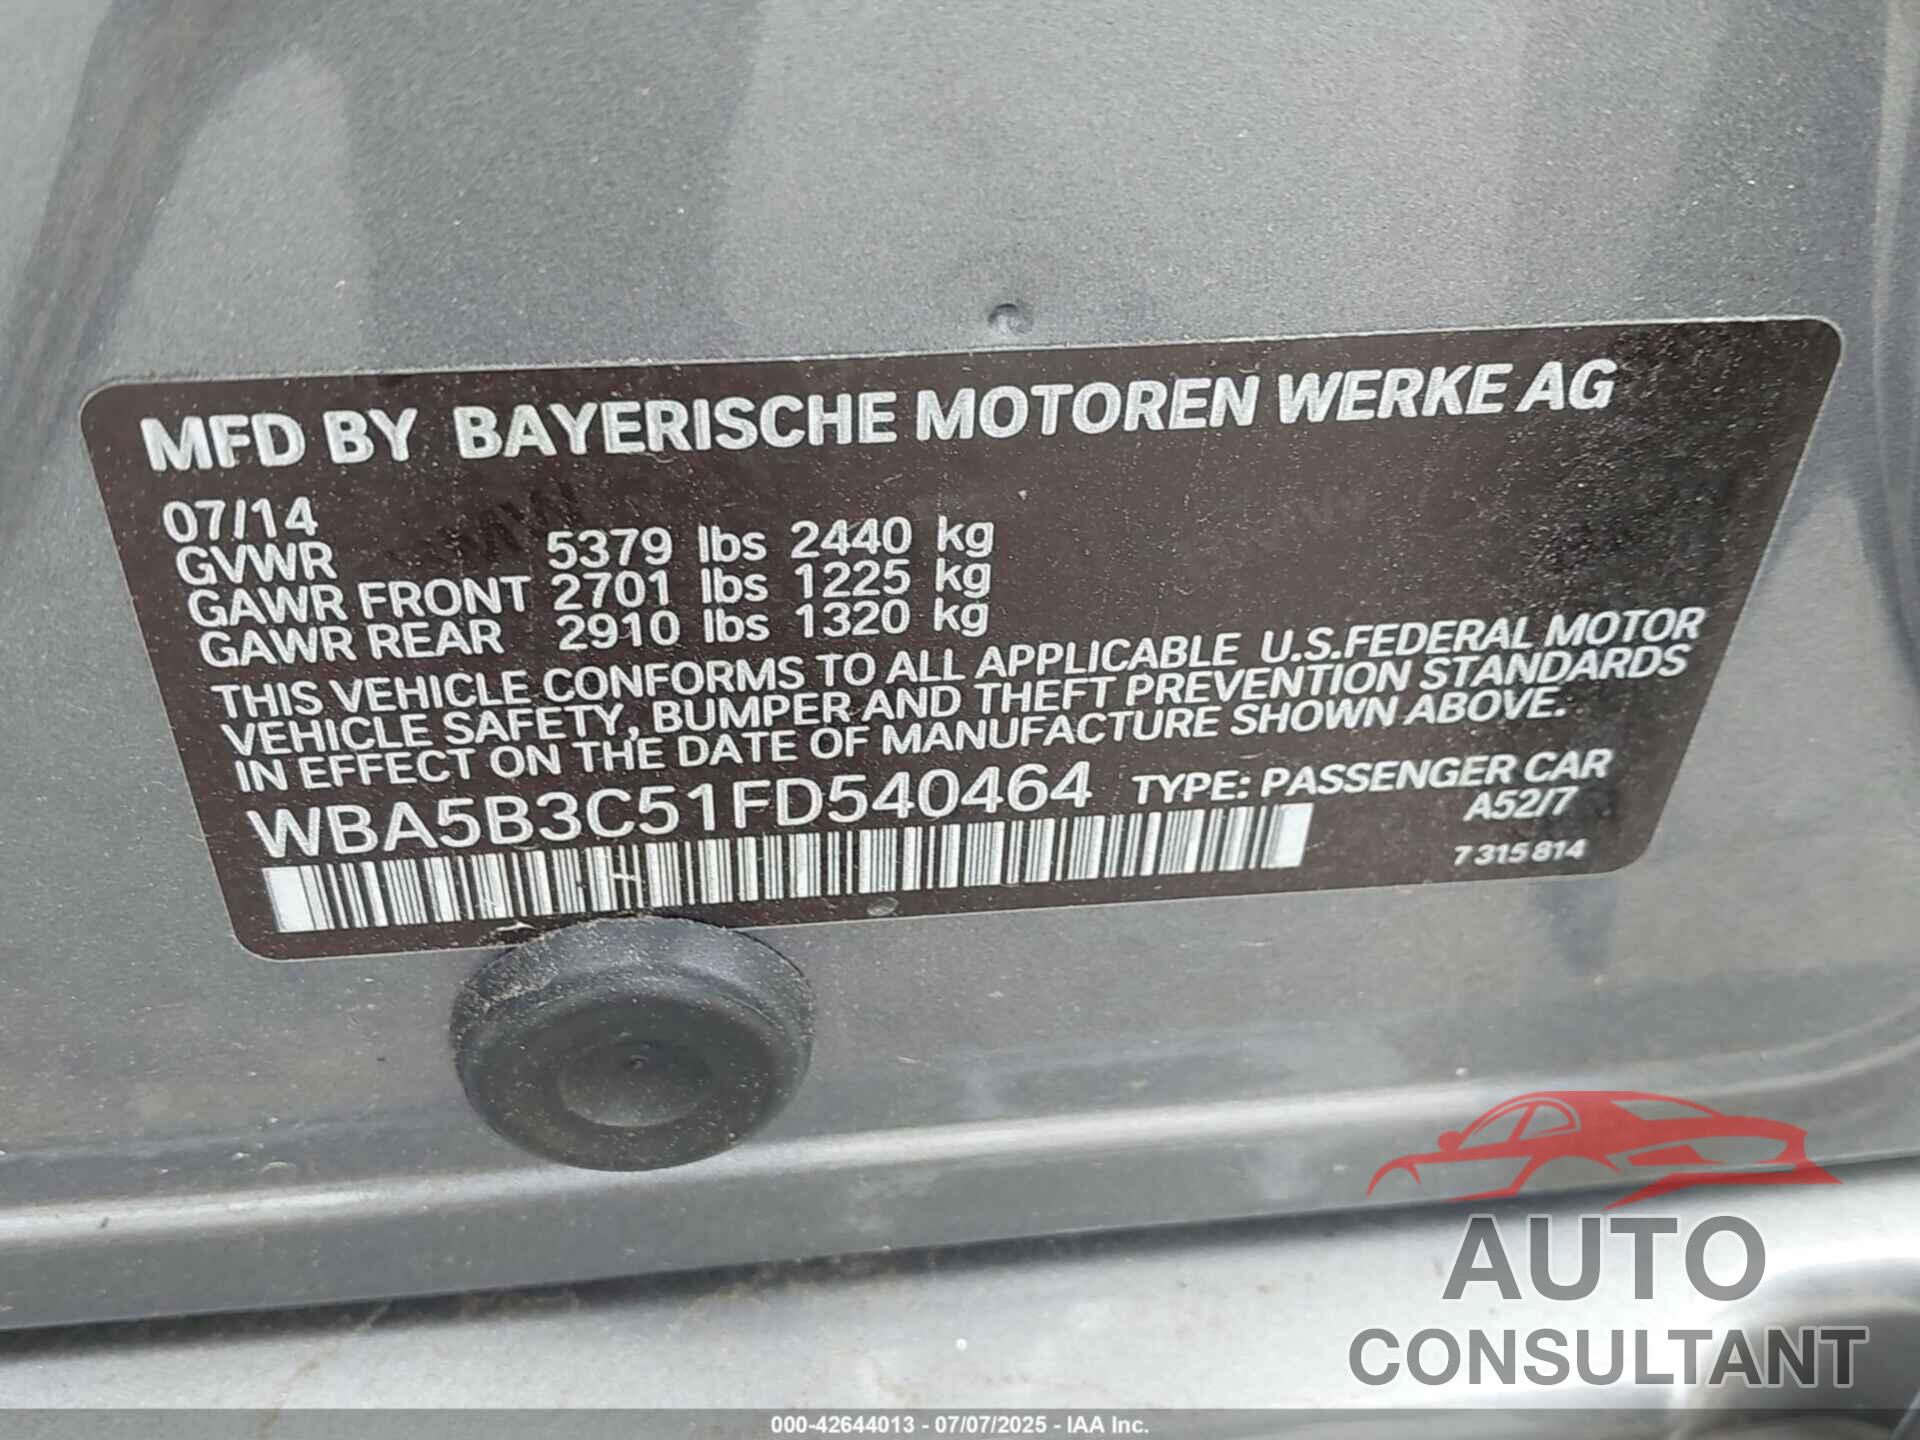 MFD BY BAYERISCHE MOTOREN WERKE AG
07/14
GVWR 5379 lbs 2440 kg
GAWR FRONT 2701 lbs 1225 kg
GAWR REAR 2910 lbs 1320 kg
THIS VEHICLE CONFORMS TO ALL APPLICABLE U.S.FEDERAL MOTOR
VEHICLE SAFETY, BUMPER AND THEFT PREVENTION STANDARDS
IN EFFECT ON THE DATE OF MANUFACTURE SHOWN ABOVE.
WBA5B3C51FD540464 TYPE: PASSENGER CAR
A52/7
7 315 814
AUTO
CONSULTANT
000-42644013 - 07/07/2025 - IAA Inc.